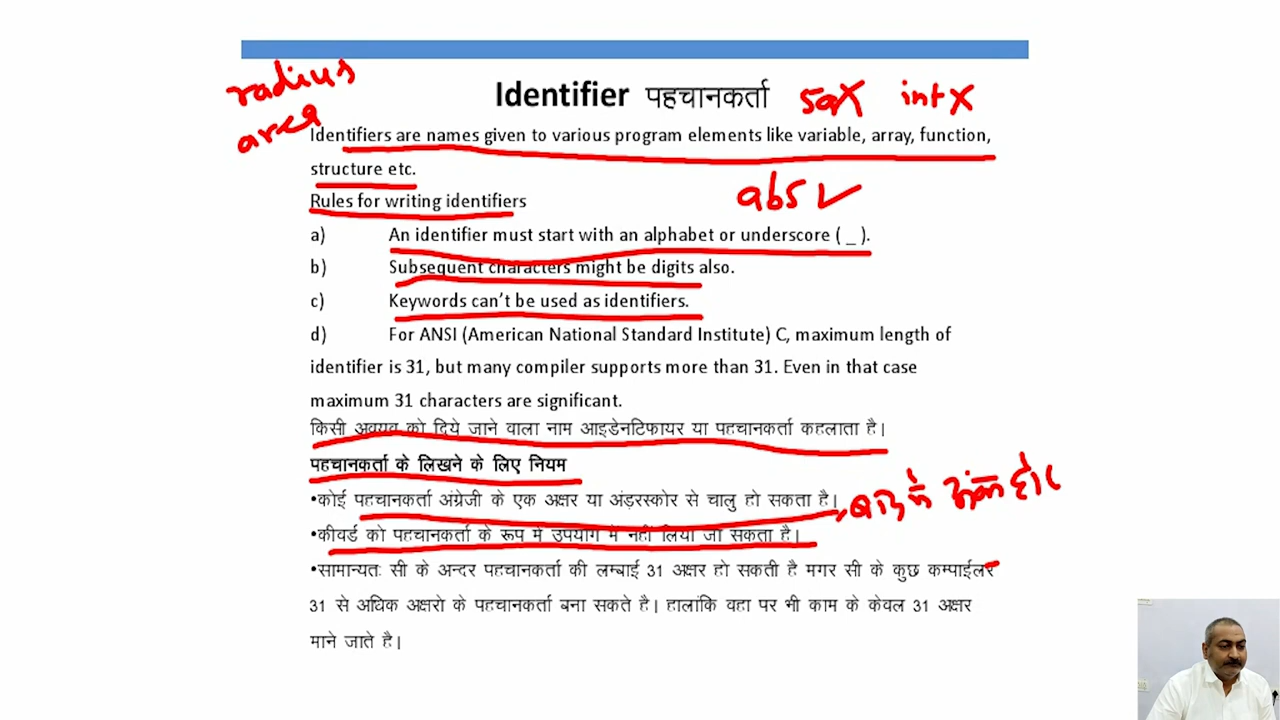 Identifier पहचानकर्ता
5a X
int X
radius
area
Identifiers are names given to various program elements like variable, array, function,
structure etc.
ab5 ✓
Rules for writing identifiers
a) An identifier must start with an alphabet or underscore ( _ ).
b) Subsequent characters might be digits also.
c) Keywords can't be used as identifiers.
d) For ANSI (American National Standard Institute) C, maximum length of
identifier is 31, but many compiler supports more than 31. Even in that case
maximum 31 characters are significant.
किसी अवयव को दिये जाने वाला नाम आइडेनटिफायर या पहचानकर्ता कहलाता है।
पहचानकर्ता के लिखने के लिए नियम
•कोई पहचानकर्ता अंग्रेजी के एक अक्षर या अंड़रस्कोर से चालु हो सकता है।
•कीवर्ड को पहचानकर्ता के रूप मे उपयोग में नहीं लिया जा सकता है।
•सामान्यतः सी के अन्दर पहचानकर्ता की लम्बाई 31 अक्षर हो सकती है मगर सी के कुछ कम्पाईलर
31 से अधिक अक्षरो के पहचानकर्ता बना सकते है। हालांकि वहा पर भी काम के केवल 31 अक्षर
माने जाते है।